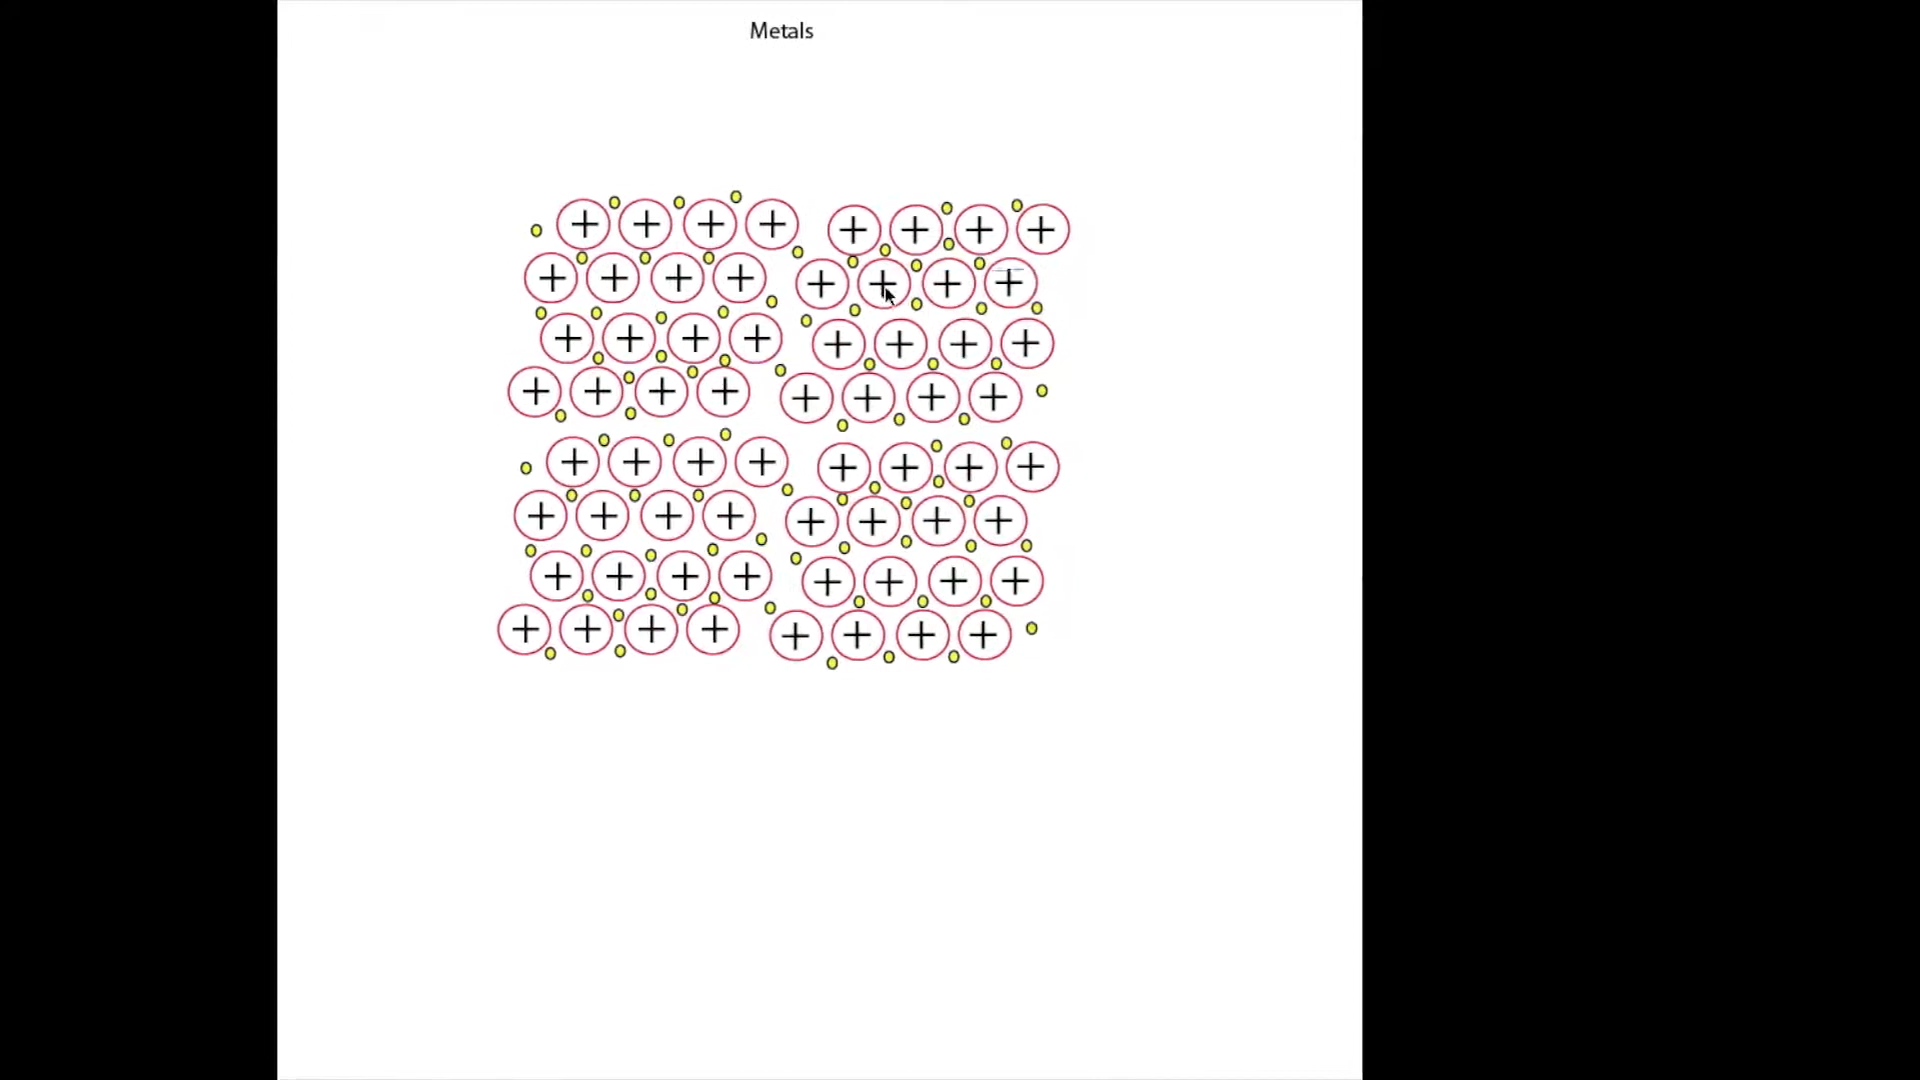 Metals
+ + + + + + + +
+ + + + + + + +
+ + + + + + + +
+ + + + + + + +
+ + + + + + + +
+ + + + + + + +
+ + + + + + + +
+ + + + + + + +